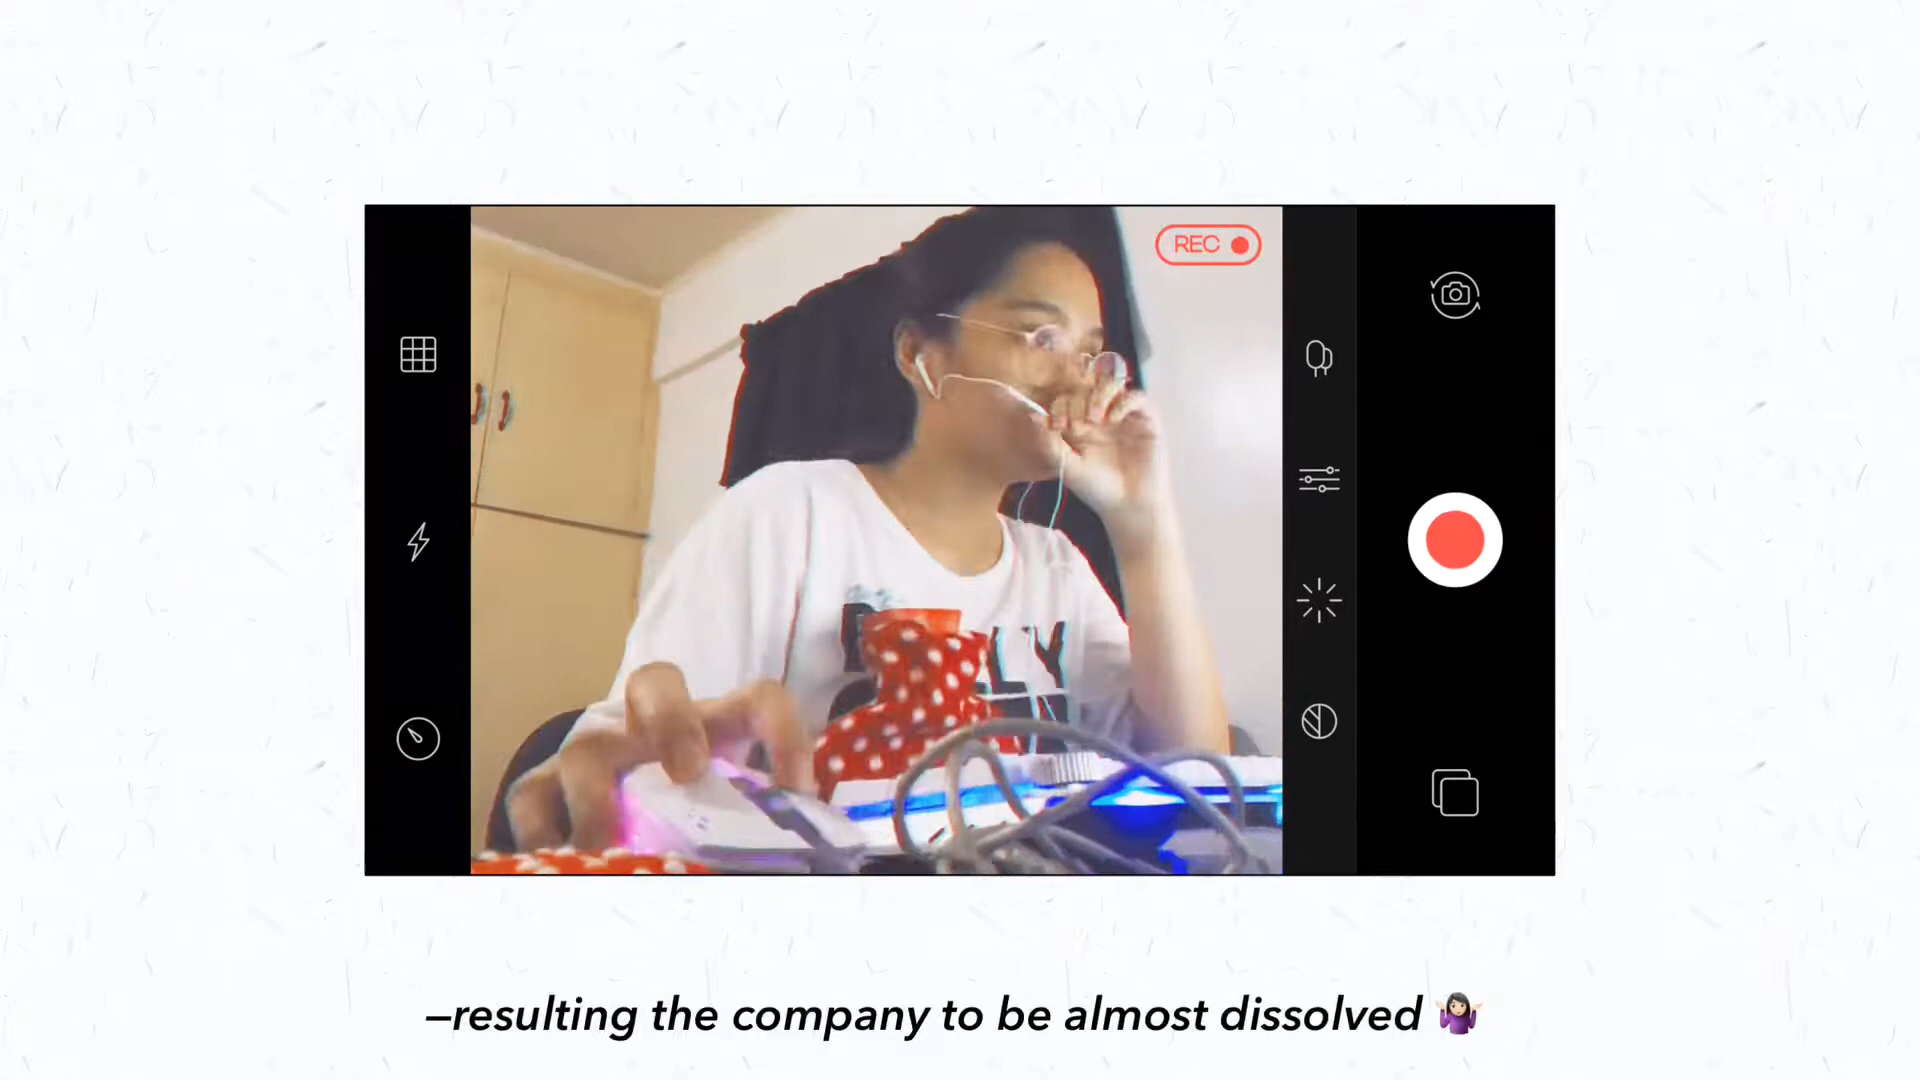 REC
—resulting the company to be almost dissolved 🤷🏻‍♀️